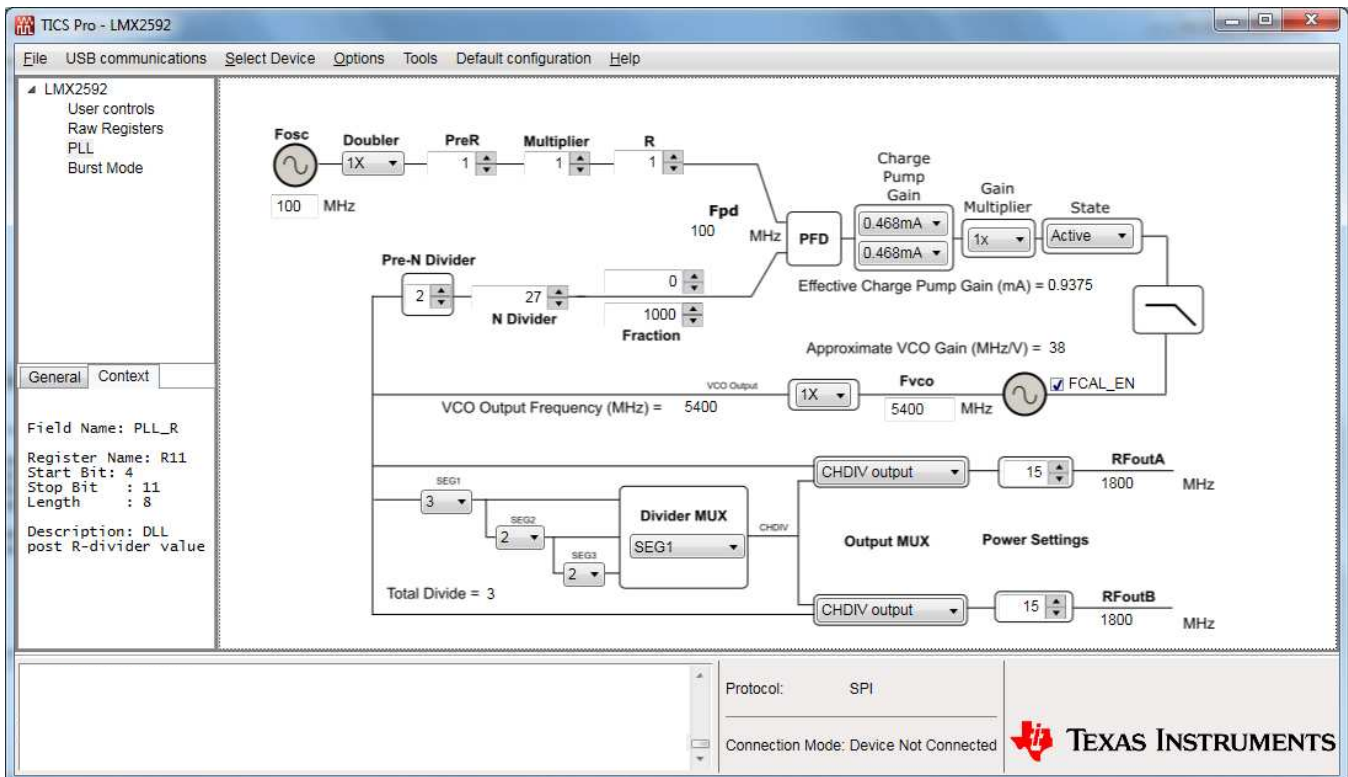 TICS Pro - LMX2592
File USB communications Select Device Options Tools Default configuration Help
LMX2592
User controls
Raw Registers
PLL
Burst Mode
General Context
Field Name: PLL_R
Register Name: R11
Start Bit: 4
Stop Bit : 11
Length : 8
Description: DLL
post R-divider value
Fosc
100 MHz
Doubler
1X
PreR
1
Multiplier
1
R
1
Fpd
100 MHz
PFD
Charge
Pump
Gain
0.468mA
0.468mA
Gain
Multiplier
1x
State
Active
Effective Charge Pump Gain (mA) = 0.9375
Pre-N Divider
2
27
N Divider
0
1000
Fraction
Approximate VCO Gain (MHz/V) = 38
VCO Output
VCO Output Frequency (MHz) = 5400
1X
Fvco
5400 MHz
FCAL_EN
SEG1
3
SEG2
2
SEG3
2
Total Divide = 3
Divider MUX
SEG1
CHDIV
CHDIV output
15
RFoutA
1800 MHz
Output MUX
Power Settings
CHDIV output
15
RFoutB
1800 MHz
Protocol: SPI
Connection Mode: Device Not Connected
TEXAS INSTRUMENTS